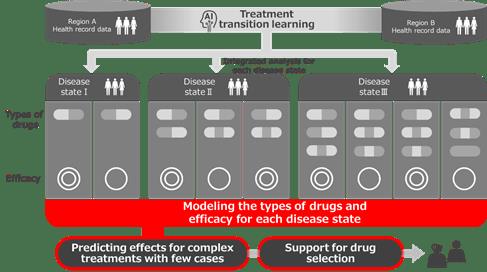 AI
Treatment
transition learning
Region A
Health record data
Region B
Health record data
Integrated analysis for
each disease state
Disease
state I
Disease
state II
Disease
state III
Types of
drugs
Efficacy
Modeling the types of drugs and
efficacy for each disease state
Predicting effects for complex
treatments with few cases
Support for drug
selection